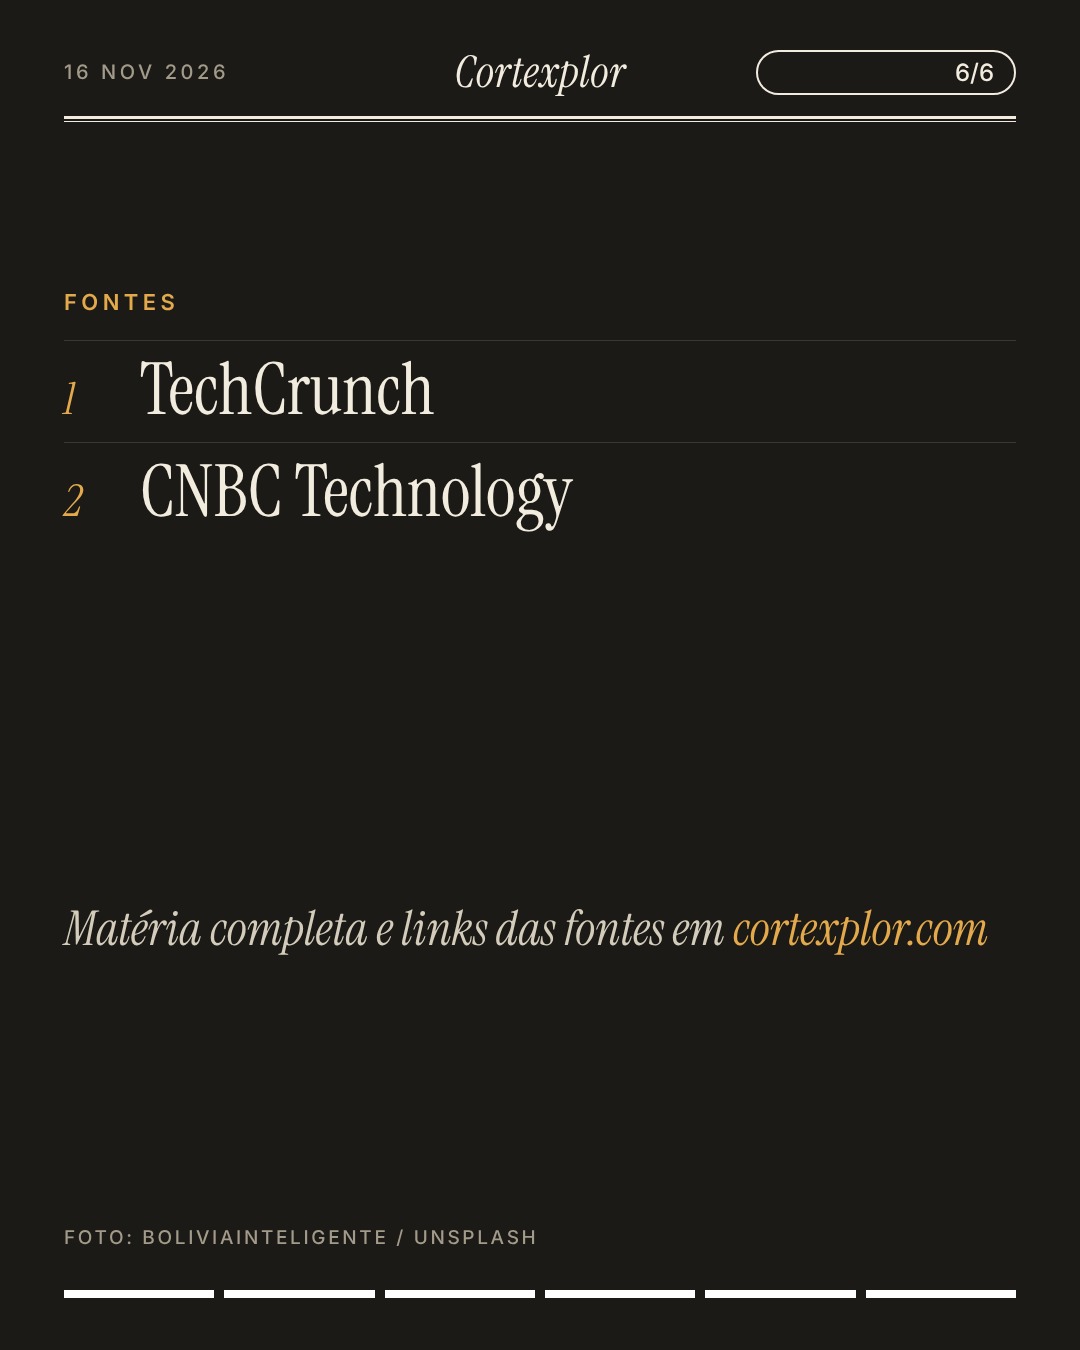 16 NOV 2026
Cortexplor
6/6
FONTES
1 TechCrunch
2 CNBC Technology
Matéria completa e links das fontes em cortexplor.com
FOTO: BOLIVIAINTELIGENTE / UNSPLASH